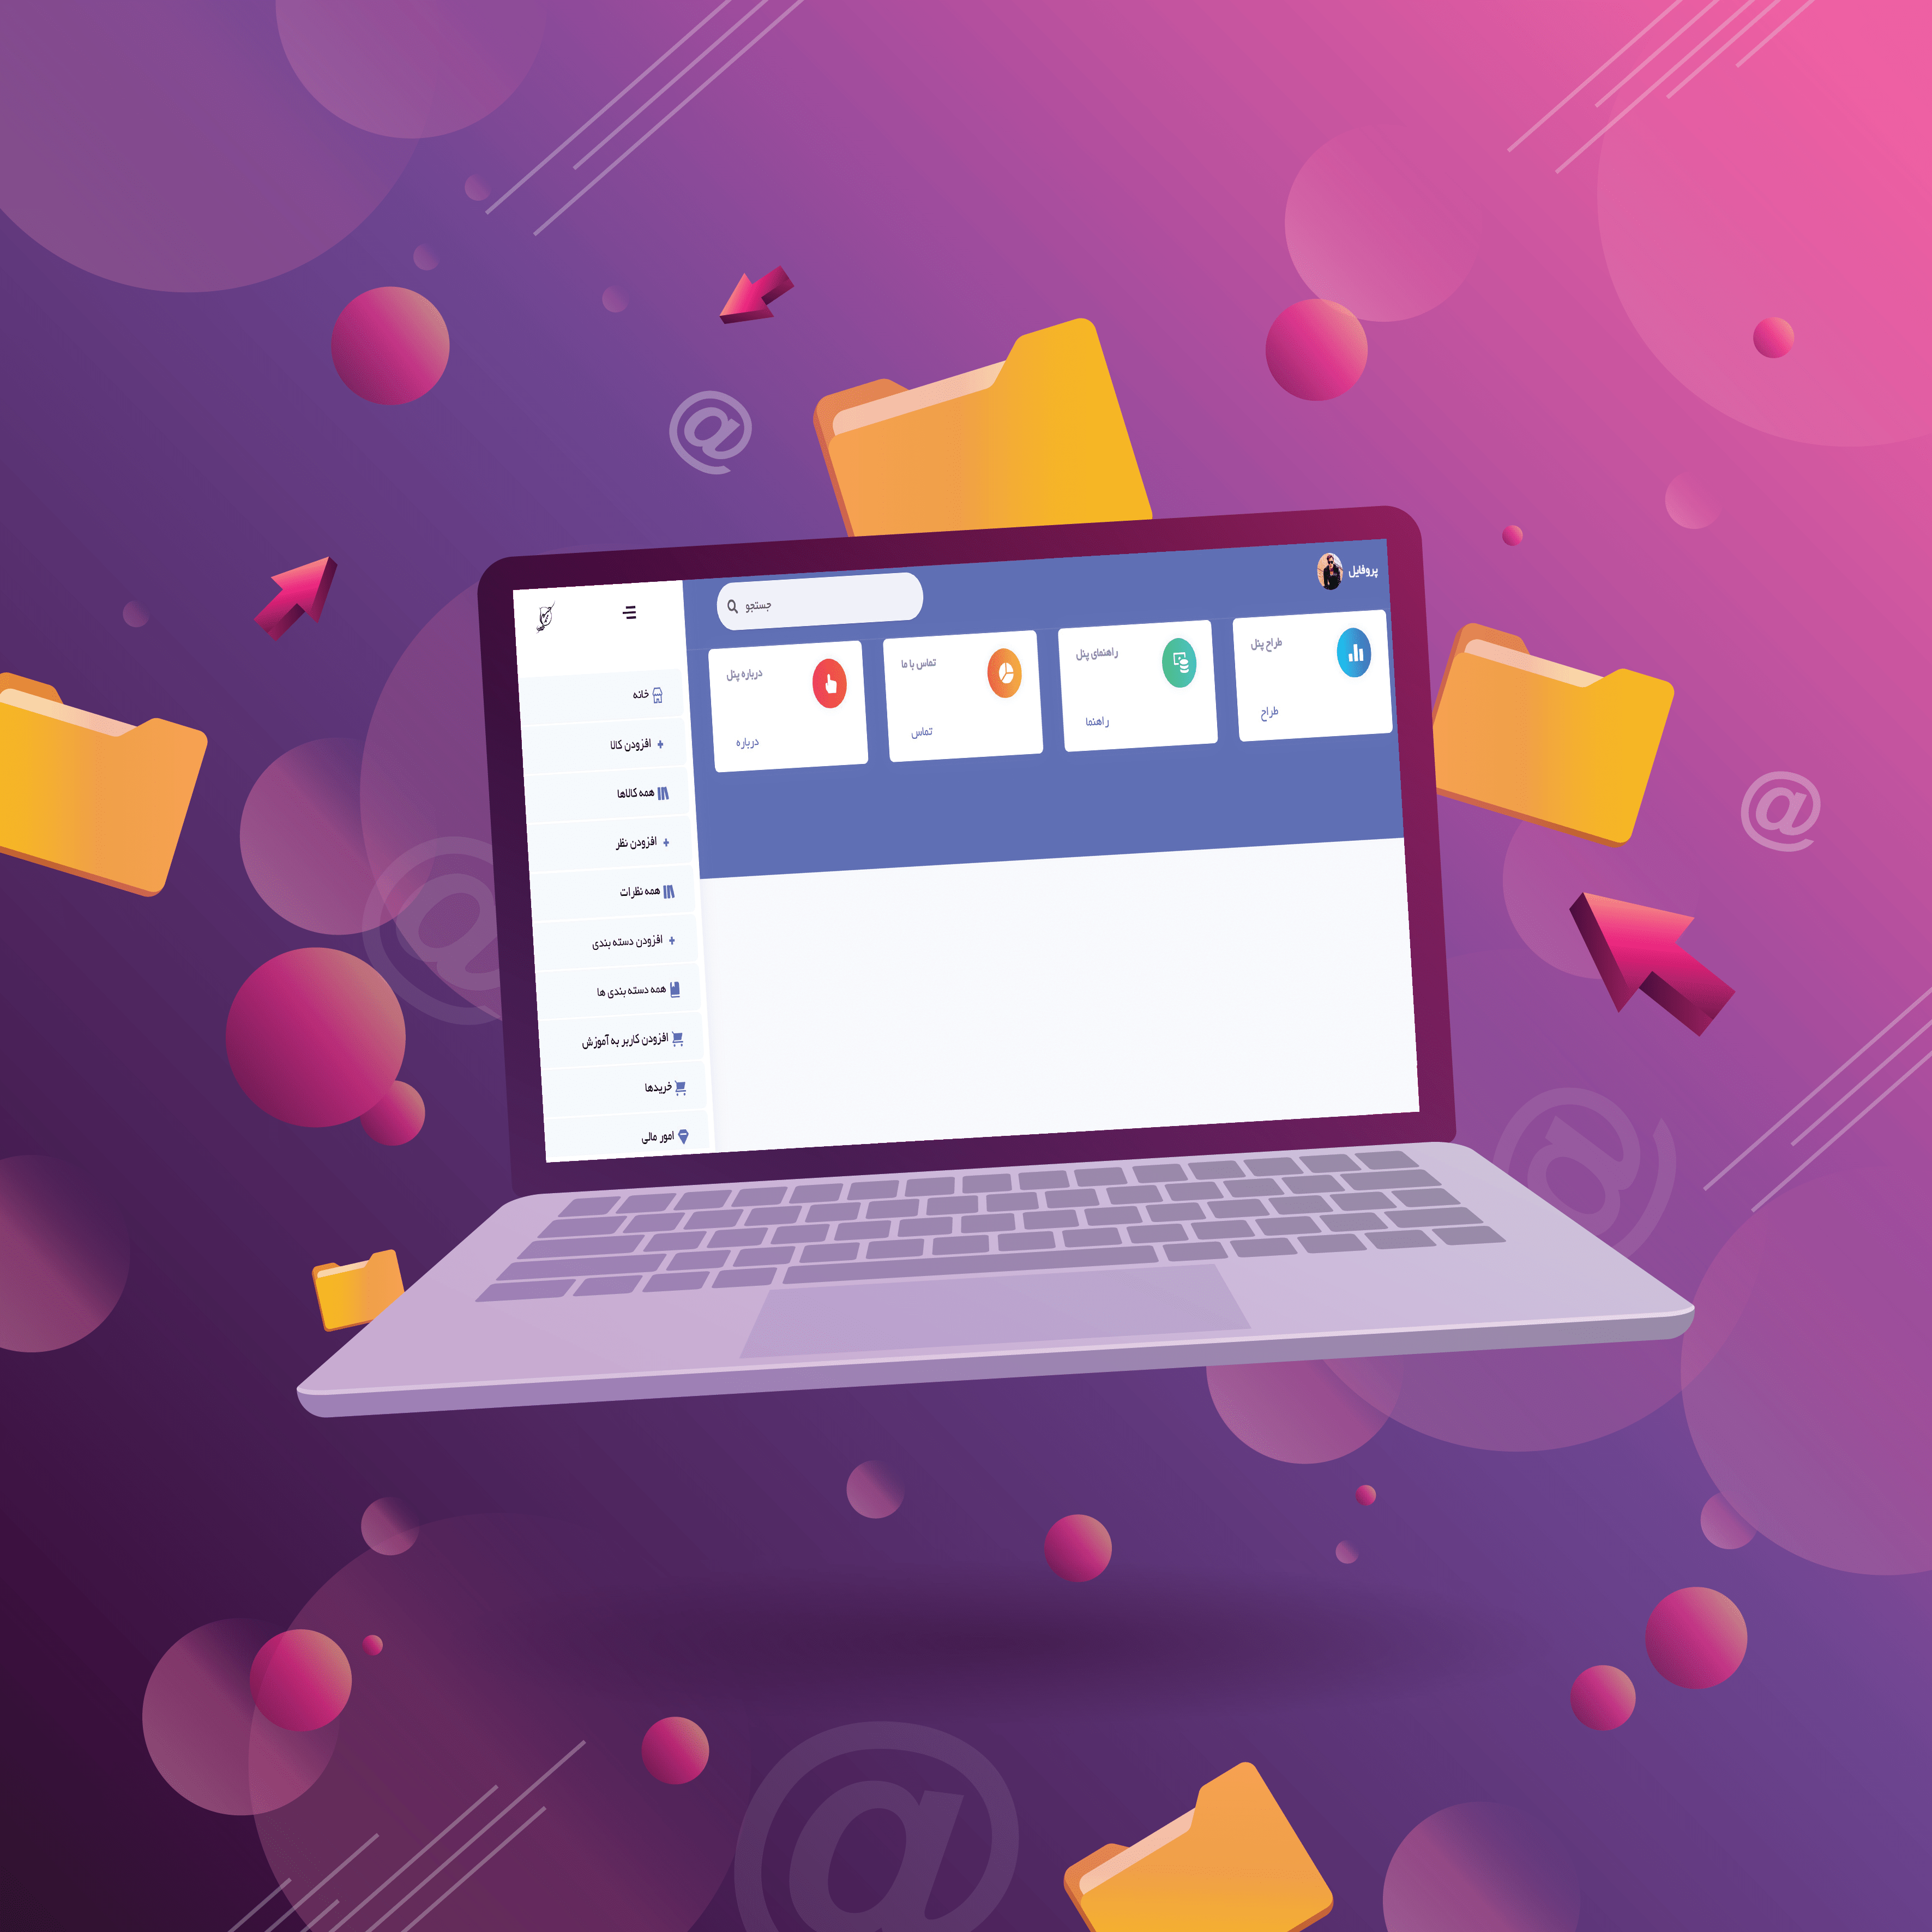 پروفایل
جستجو
طراح پنل
طراح
راهنمای پنل
راهنما
تماس با ما
تماس
درباره پنل
درباره
خانه
افزودن کالا
همه کالاها
افزودن نظر
همه نظرات
افزودن دسته بندی
همه دسته بندی ها
افزودن کاربر به آموزش
خریدها
امور مالی
@
@
@
@
@